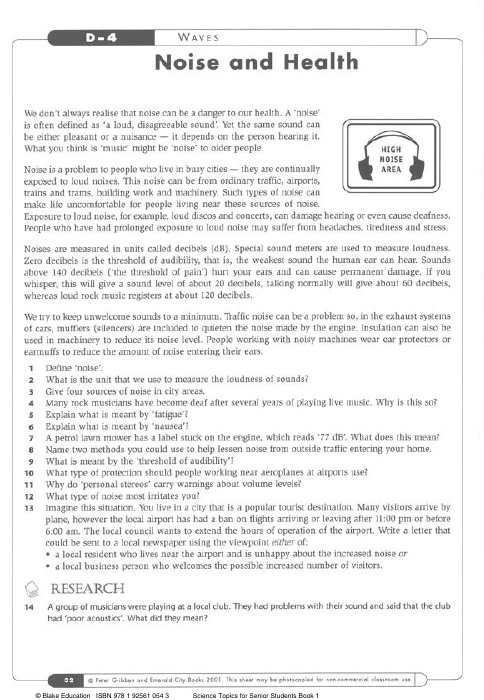 D-4
WAVES
Noise and Health
We don't always realise that noise can be a danger to our health. A 'noise'
is often defined as 'a loud, disagreeable sound'. Yet the same sound can
be either pleasant or a nuisance — it depends on the person hearing it.
What you think is 'music' might be 'noise' to older people.
HIGH
NOISE
AREA
Noise is a problem to people who live in busy cities — they are continually
exposed to loud noises. This noise can be from ordinary traffic, airports,
trains and trams, building work and machinery. Such types of noise can
make life uncomfortable for people living near these sources of noise.
Exposure to loud noise, for example, loud discos and concerts, can damage hearing or even cause deafness.
People who have had prolonged exposure to loud noise may suffer from headaches, tiredness and stress.
Noises are measured in units called decibels (dB). Special sound meters are used to measure loudness.
Zero decibels is the threshold of audibility, that is, the weakest sound the human ear can hear. Sounds
above 140 decibels ('the threshold of pain') hurt your ears and can cause permanent damage. If you
whisper, this will give a sound level of about 20 decibels, talking normally will give about 60 decibels,
whereas loud rock music registers at about 120 decibels.
We try to keep unwelcome sounds to a minimum. Traffic noise can be a problem so, in the exhaust systems
of cars, mufflers (silencers) are included to quieten the noise made by the engine. Insulation can also be
used in machinery to reduce its noise level. People working with noisy machines wear ear protectors or
earmuffs to reduce the amount of noise entering their ears.
1 Define 'noise'.
2 What is the unit that we use to measure the loudness of sounds?
3 Give four sources of noise in city areas.
4 Many rock musicians have become deaf after several years of playing live music. Why is this so?
5 Explain what is meant by 'fatigue'?
6 Explain what is meant by 'nausea'?
7 A petrol lawn mower has a label stuck on the engine, which reads '77 dB'. What does this mean?
8 Name two methods you could use to help lessen noise from outside traffic entering your home.
9 What is meant by the 'threshold of audibility'?
10 What type of protection should people working near aeroplanes at airports use?
11 Why do 'personal stereos' carry warnings about volume levels?
12 What type of noise most irritates you?
13 Imagine this situation. You live in a city that is a popular tourist destination. Many visitors arrive by
plane, however the local airport has had a ban on flights arriving or leaving after 11:00 pm or before
6:00 am. The local council wants to extend the hours of operation of the airport. Write a letter that
could be sent to a local newspaper using the viewpoint either of:
• a local resident who lives near the airport and is unhappy about the increased noise or
• a local business person who welcomes the possible increased number of visitors.
RESEARCH
14 A group of musicians were playing at a local club. They had problems with their sound and said that the club
had 'poor acoustics'. What did they mean?
52 © Peter Gribben and Emerald City Books 2001. This sheet may be photocopied for non-commercial classroom use.
© Blake Education ISBN 978 1 92561 054 3 Science Topics for Senior Students Book 1